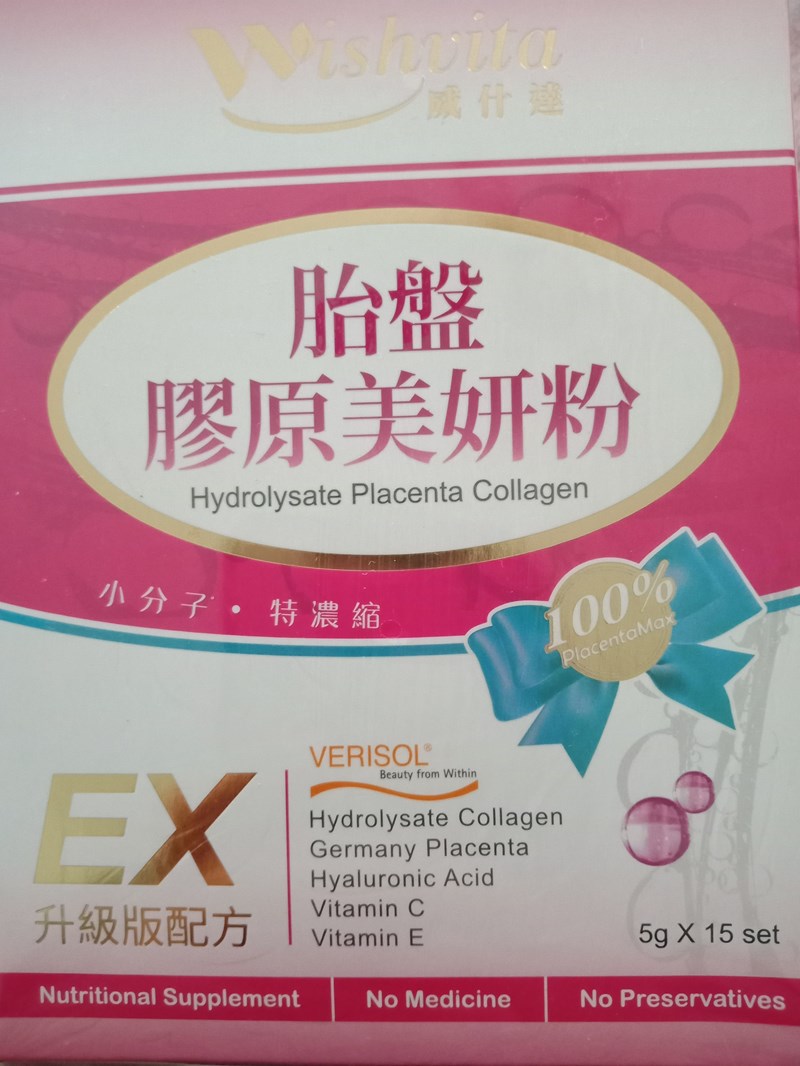 Wishvita
威什達
胎盤
膠原美妍粉
Hydrolysate Placenta Collagen
小分子・特濃縮
100%
PlacentaMax
EX
升級版配方
VERISOL®
Beauty from Within
Hydrolysate Collagen
Germany Placenta
Hyaluronic Acid
Vitamin C
Vitamin E
5g X 15 set
Nutritional Supplement
No Medicine
No Preservatives